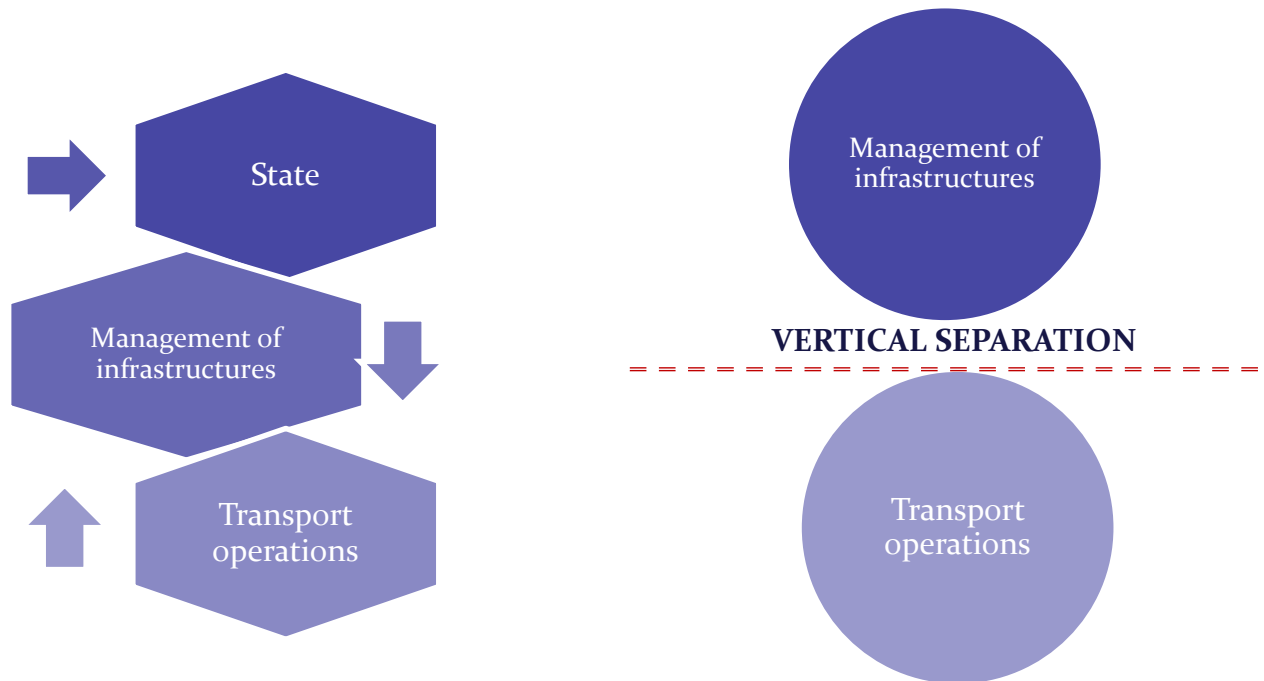 State
Management of
infrastructures
Transport
operations
Management of
infrastructures
VERTICAL SEPARATION
Transport
operations